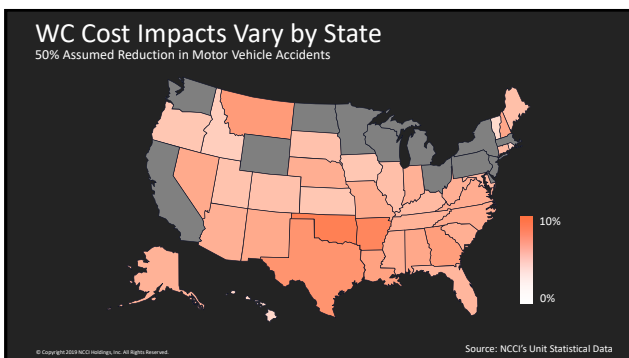 WC Cost Impacts Vary by State
50% Assumed Reduction in Motor Vehicle Accidents
10%
0%
© Copyright 2019 NCCI Holdings, Inc. All Rights Reserved.
Source: NCCI's Unit Statistical Data